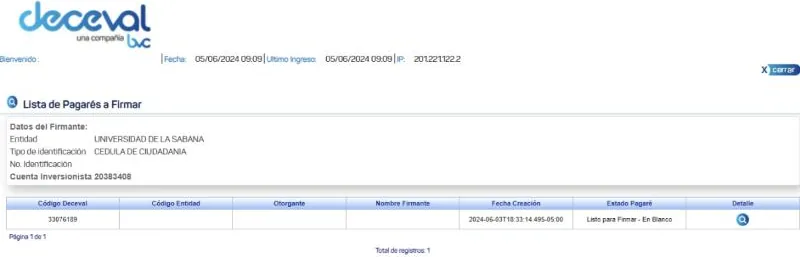 deceval
una compañía bvc
Bienvenido : Fecha: 05/06/2024 09:09 Ultimo Ingreso: 05/06/2024 09:09 IP: 201.221.122.2
X cerrar
Lista de Pagarés a Firmar
Datos del Firmante:
Entidad UNIVERSIDAD DE LA SABANA
Tipo de identificación CEDULA DE CIUDADANIA
No. Identificación
Cuenta Inversionista 20383408
Código Deceval Código Entidad Otorgante Nombre Firmante Fecha Creación Estado Pagaré Detalle
33076189 2024-06-03T18:33:14.495-05:00 Listo para Firmar - En Blanco
Página 1 de 1
Total de registros: 1